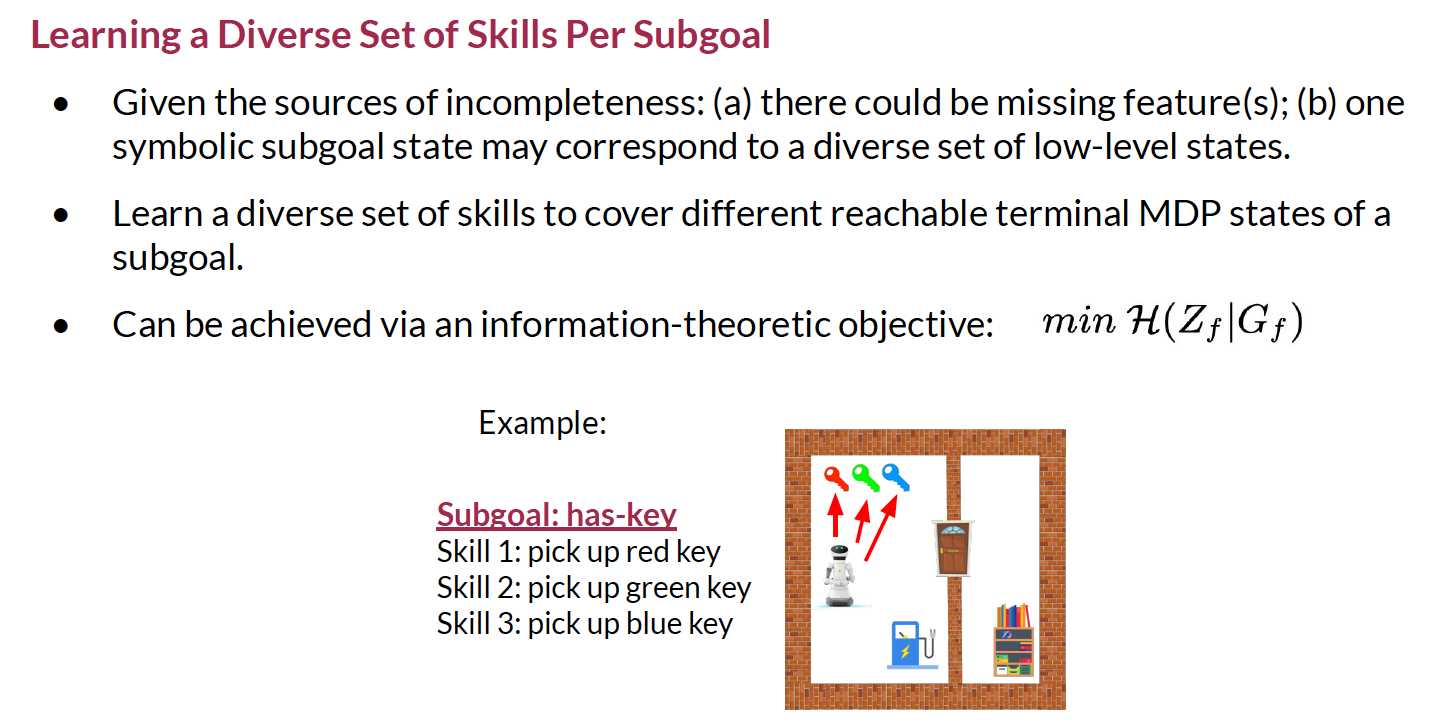 Learning a Diverse Set of Skills Per Subgoal
● Given the sources of incompleteness: (a) there could be missing feature(s); (b) one
symbolic subgoal state may correspond to a diverse set of low-level states.
● Learn a diverse set of skills to cover different reachable terminal MDP states of a
subgoal.
● Can be achieved via an information-theoretic objective: $min\ \mathcal{H}(Z_f|G_f)$
Example:
Subgoal: has-key
Skill 1: pick up red key
Skill 2: pick up green key
Skill 3: pick up blue key